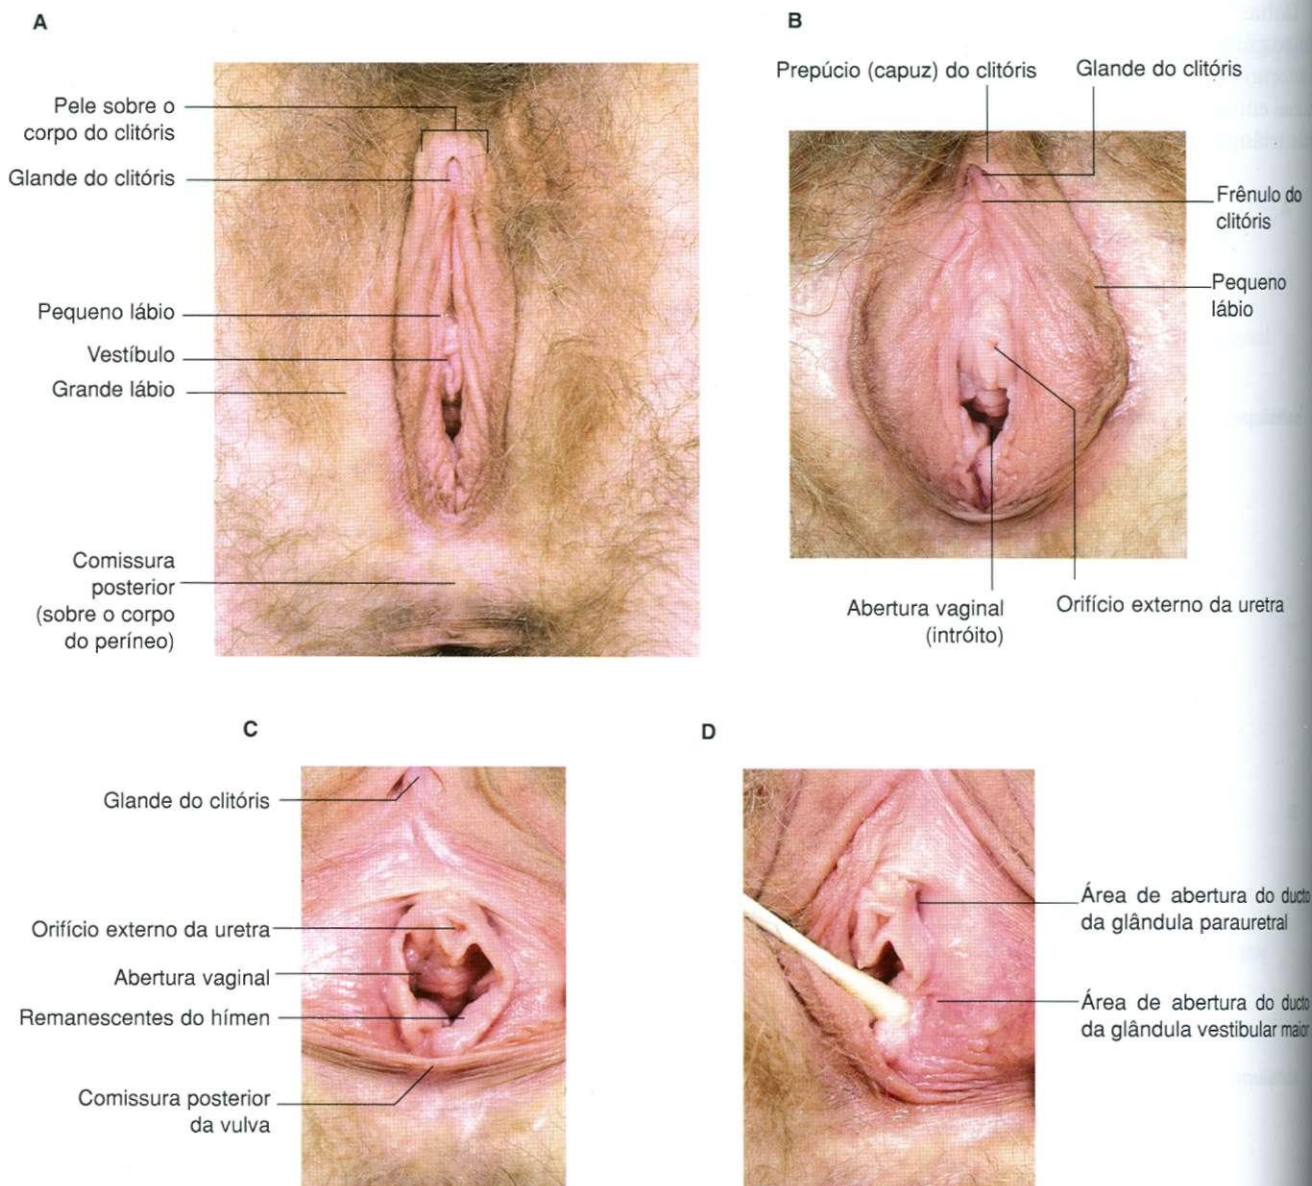 A
Pele sobre o
corpo do clitóris
Glande do clitóris
Pequeno lábio
Vestíbulo
Grande lábio
Comissura
posterior
(sobre o corpo
do períneo)
B
Prepúcio (capuz) do clitóris
Glande do clitóris
Frênulo do
clitóris
Pequeno
lábio
Abertura vaginal
(intróito)
Orifício externo da uretra
C
Glande do clitóris
Orifício externo da uretra
Abertura vaginal
Remanescentes do hímen
Comissura posterior
da vulva
D
Área de abertura do ducto
da glândula parauretral
Área de abertura do ducto
da glândula vestibular maior